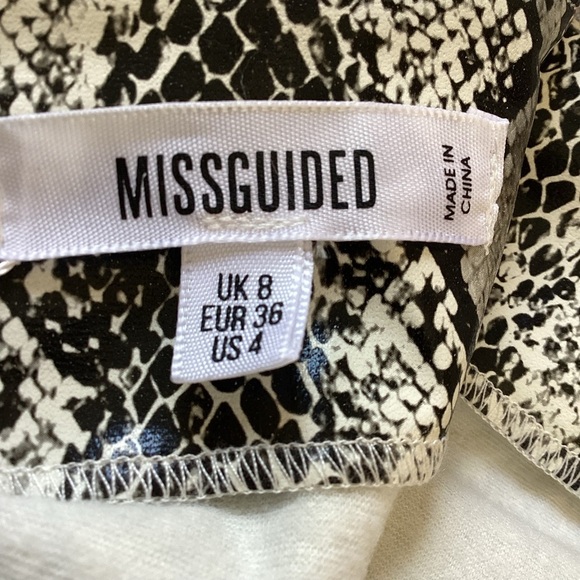 MISSGUIDED
MADE IN
CHINA
UK 8
EUR 36
US 4